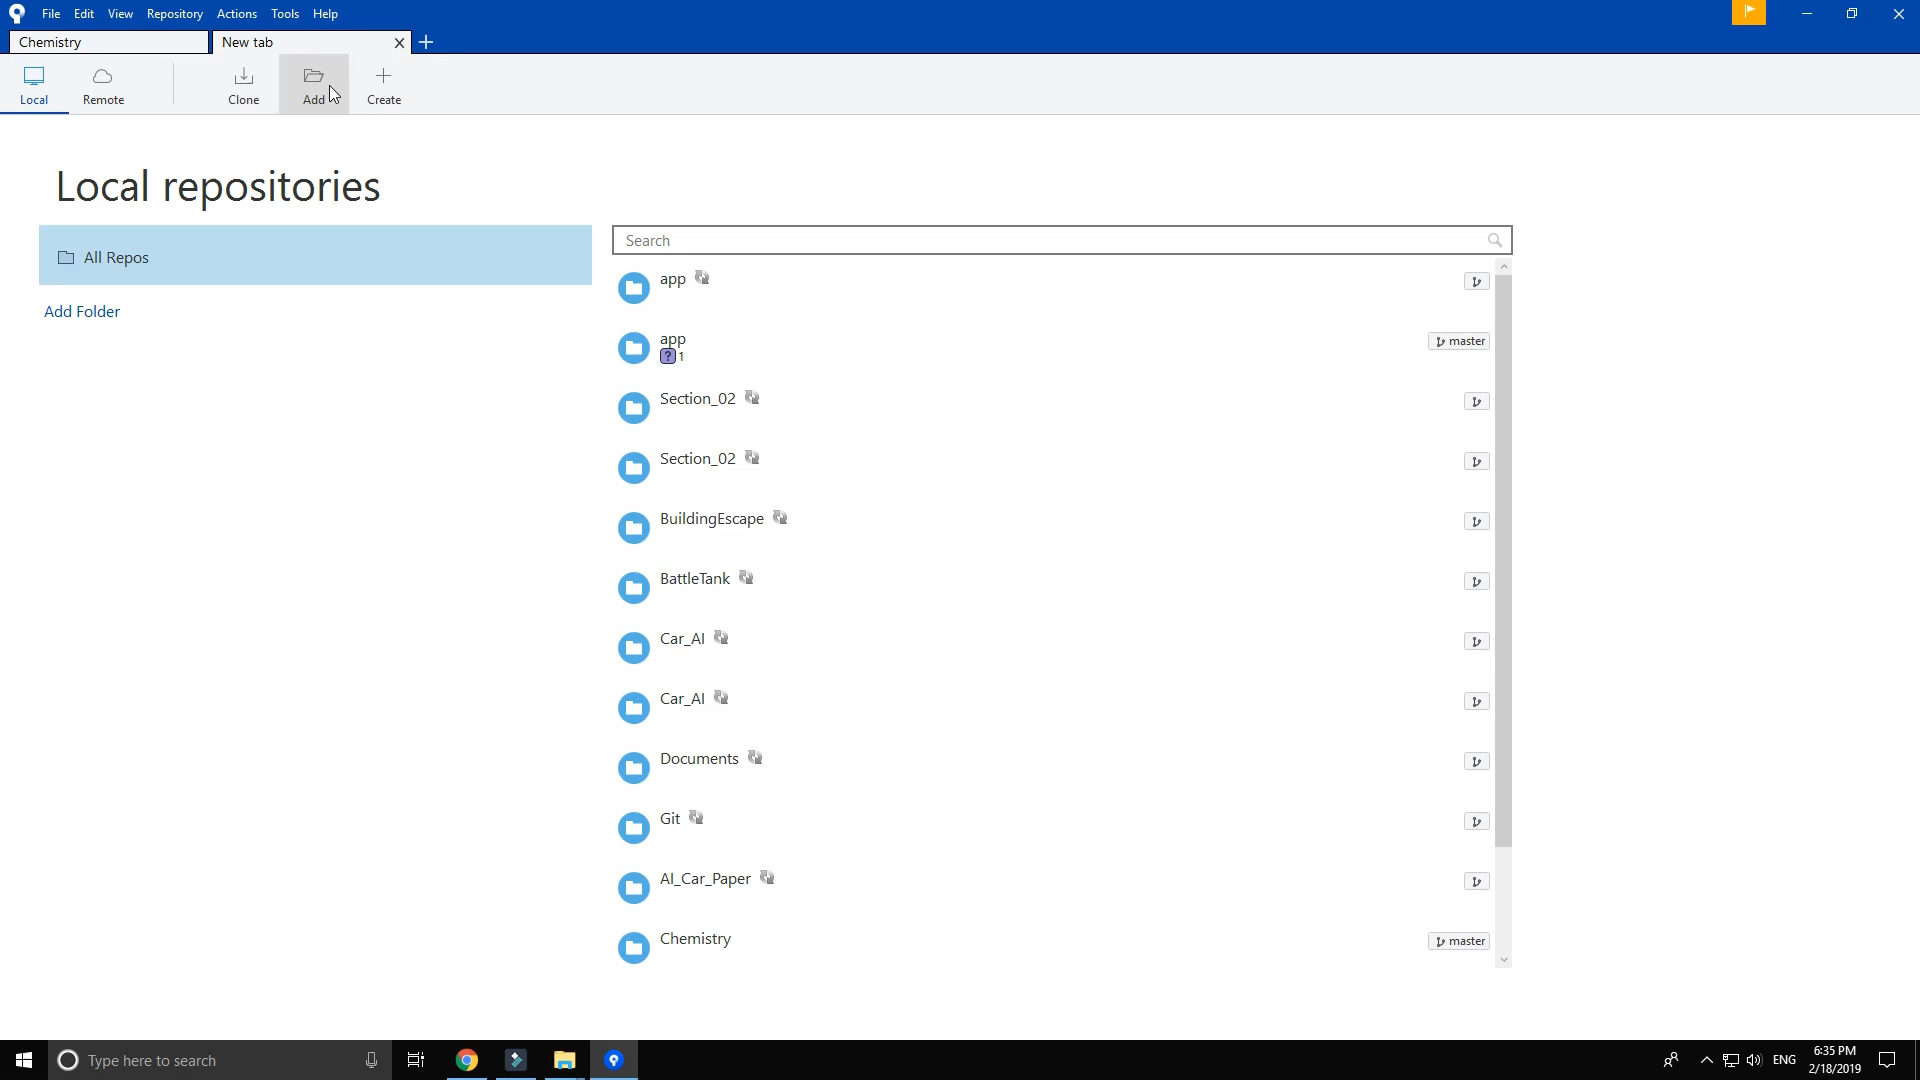 File Edit View Repository Actions Tools Help
Chemistry New tab
Local Remote Clone Add Create
Local repositories
All Repos
Add Folder
Search
app
app master
? 1
Section_02
Section_02
BuildingEscape
BattleTank
Car_AI
Car_AI
Documents
Git
AI_Car_Paper
Chemistry master
Type here to search
ENG
6:35 PM
2/18/2019